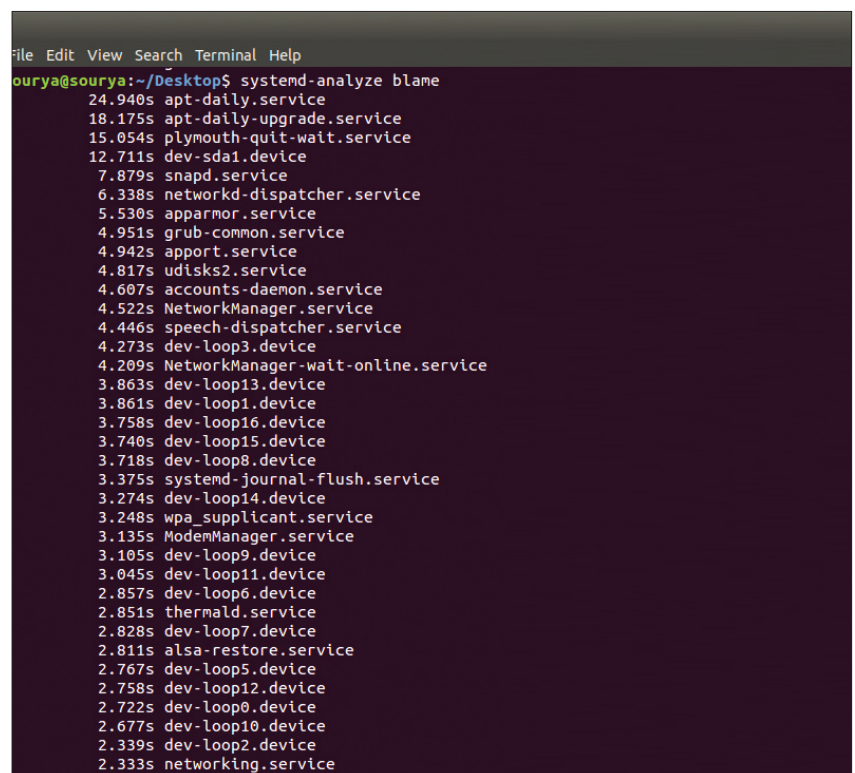 File Edit View Search Terminal Help
ourya@sourya:~/Desktop$ systemd-analyze blame
24.940s apt-daily.service
18.175s apt-daily-upgrade.service
15.054s plymouth-quit-wait.service
12.711s dev-sda1.device
7.879s snapd.service
6.338s networkd-dispatcher.service
5.530s apparmor.service
4.951s grub-common.service
4.942s apport.service
4.817s udisks2.service
4.607s accounts-daemon.service
4.522s NetworkManager.service
4.446s speech-dispatcher.service
4.273s dev-loop3.device
4.209s NetworkManager-wait-online.service
3.863s dev-loop13.device
3.861s dev-loop1.device
3.758s dev-loop16.device
3.740s dev-loop15.device
3.718s dev-loop8.device
3.375s systemd-journal-flush.service
3.274s dev-loop14.device
3.248s wpa_supplicant.service
3.135s ModemManager.service
3.105s dev-loop9.device
3.045s dev-loop11.device
2.857s dev-loop6.device
2.851s thermald.service
2.828s dev-loop7.device
2.811s alsa-restore.service
2.767s dev-loop5.device
2.758s dev-loop12.device
2.722s dev-loop0.device
2.677s dev-loop10.device
2.339s dev-loop2.device
2.333s networking.service